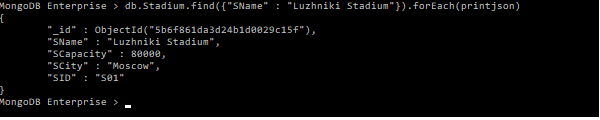 MongoDB Enterprise > db.Stadium.find({"SName" : "Luzhniki Stadium"}).forEach(printjson)
{
"_id" : ObjectId("5b6f861da3d24b1d0029c15f"),
"SName" : "Luzhniki Stadium",
"SCapacity" : 80000,
"SCity" : "Moscow",
"SID" : "S01"
}
MongoDB Enterprise > _